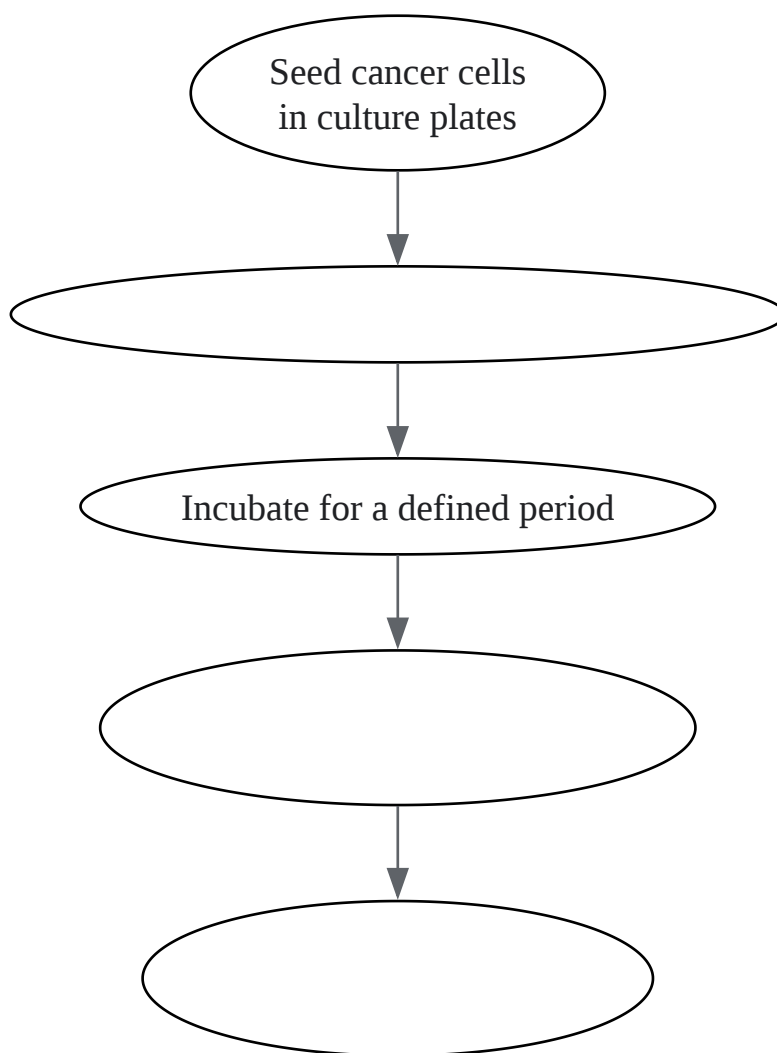 Seed cancer cells
in culture plates
Incubate for a defined period